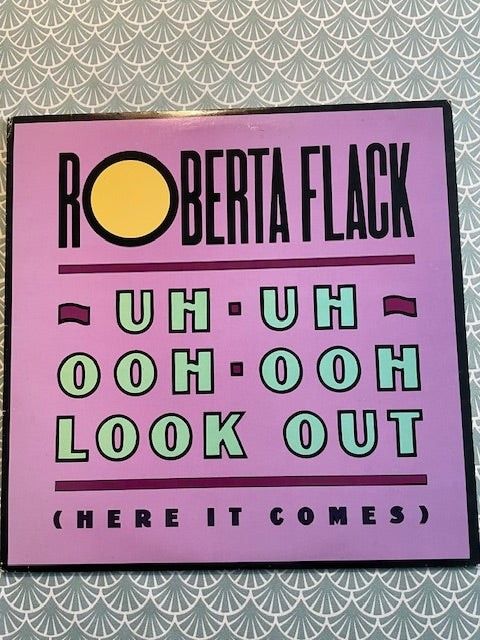 ROBERTA FLACK
~ UH · UH ~
OOH · OOH
LOOK OUT
(HERE IT COMES)